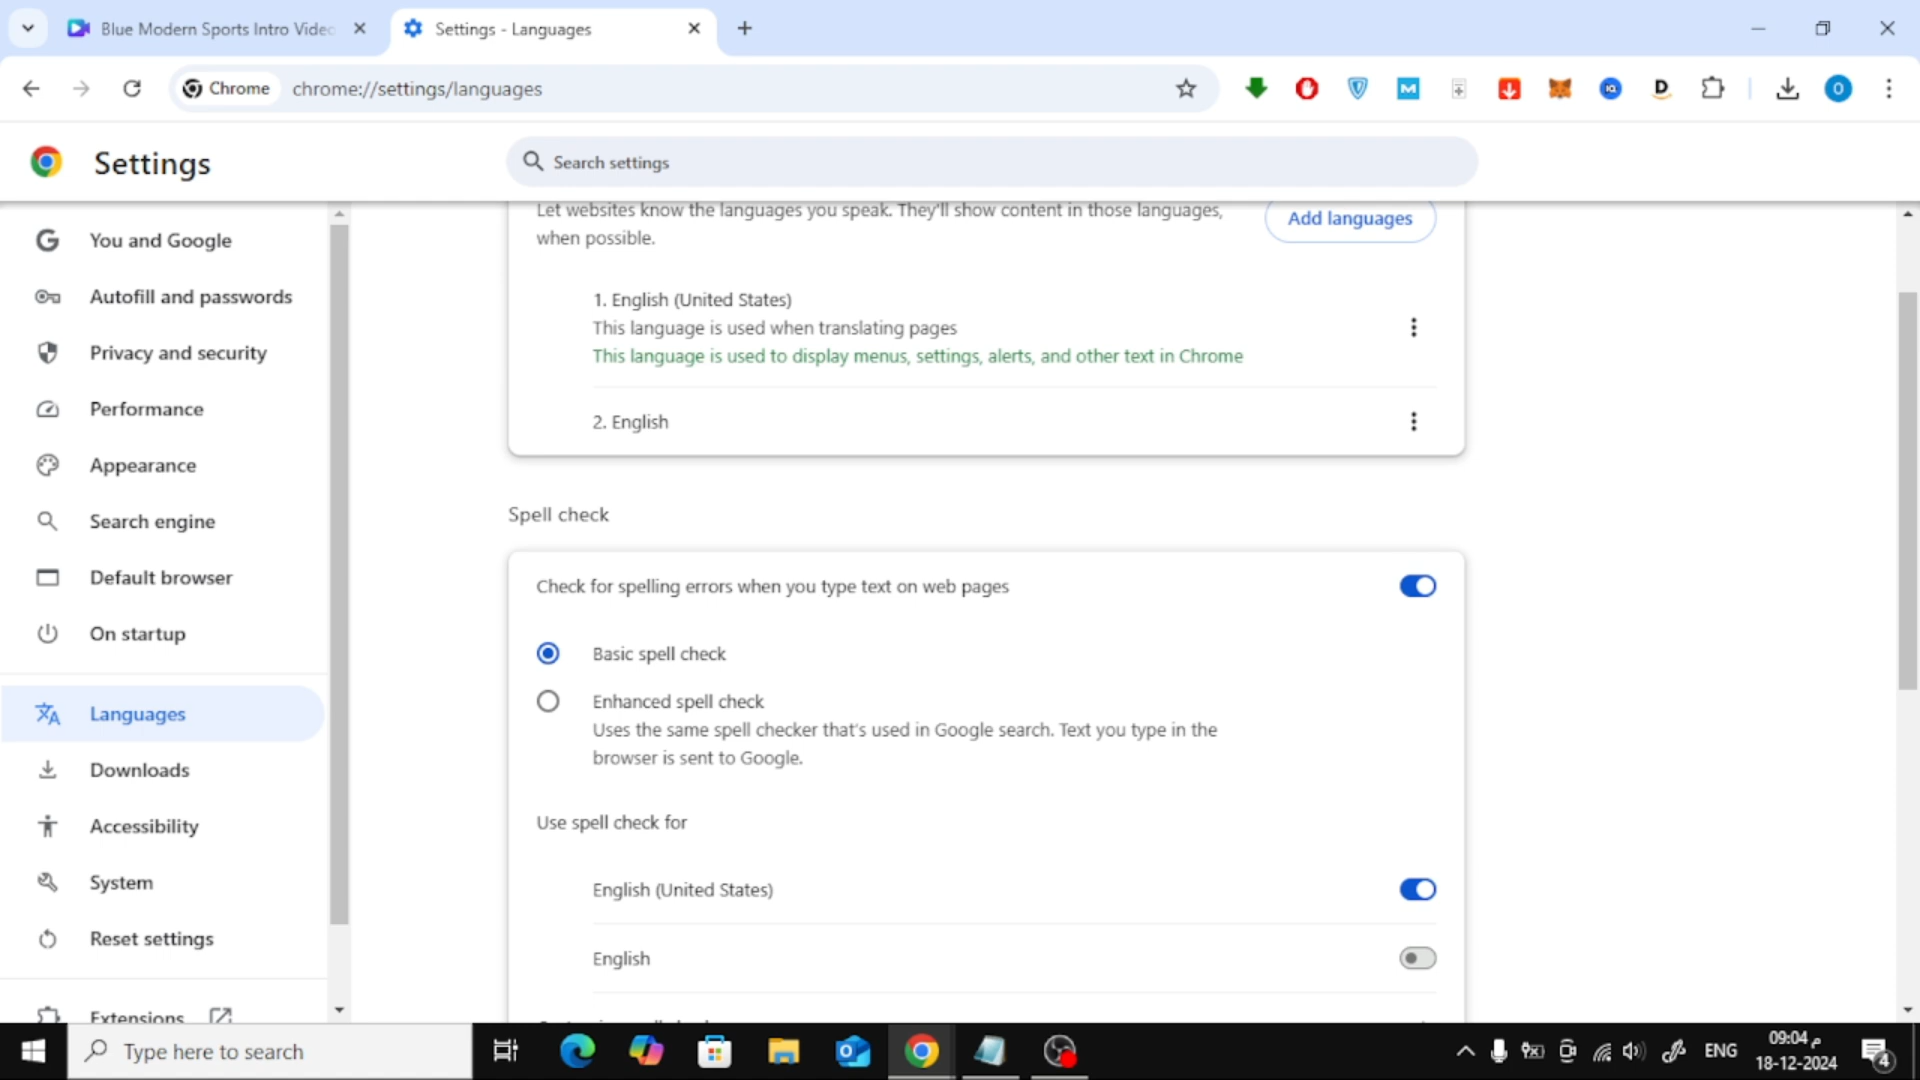 Blue Modern Sports Intro Video
Settings - Languages
Chrome
chrome://settings/languages
Settings
Search settings
You and Google
Autofill and passwords
Privacy and security
Performance
Appearance
Search engine
Default browser
On startup
Languages
Downloads
Accessibility
System
Reset settings
Extensions
Let websites know the languages you speak. They'll show content in those languages,
when possible.
Add languages
1. English (United States)
This language is used when translating pages
This language is used to display menus, settings, alerts, and other text in Chrome
2. English
Spell check
Check for spelling errors when you type text on web pages
Basic spell check
Enhanced spell check
Uses the same spell checker that's used in Google search. Text you type in the
browser is sent to Google.
Use spell check for
English (United States)
English
Type here to search
ENG
09:04 م
18-12-2024
4